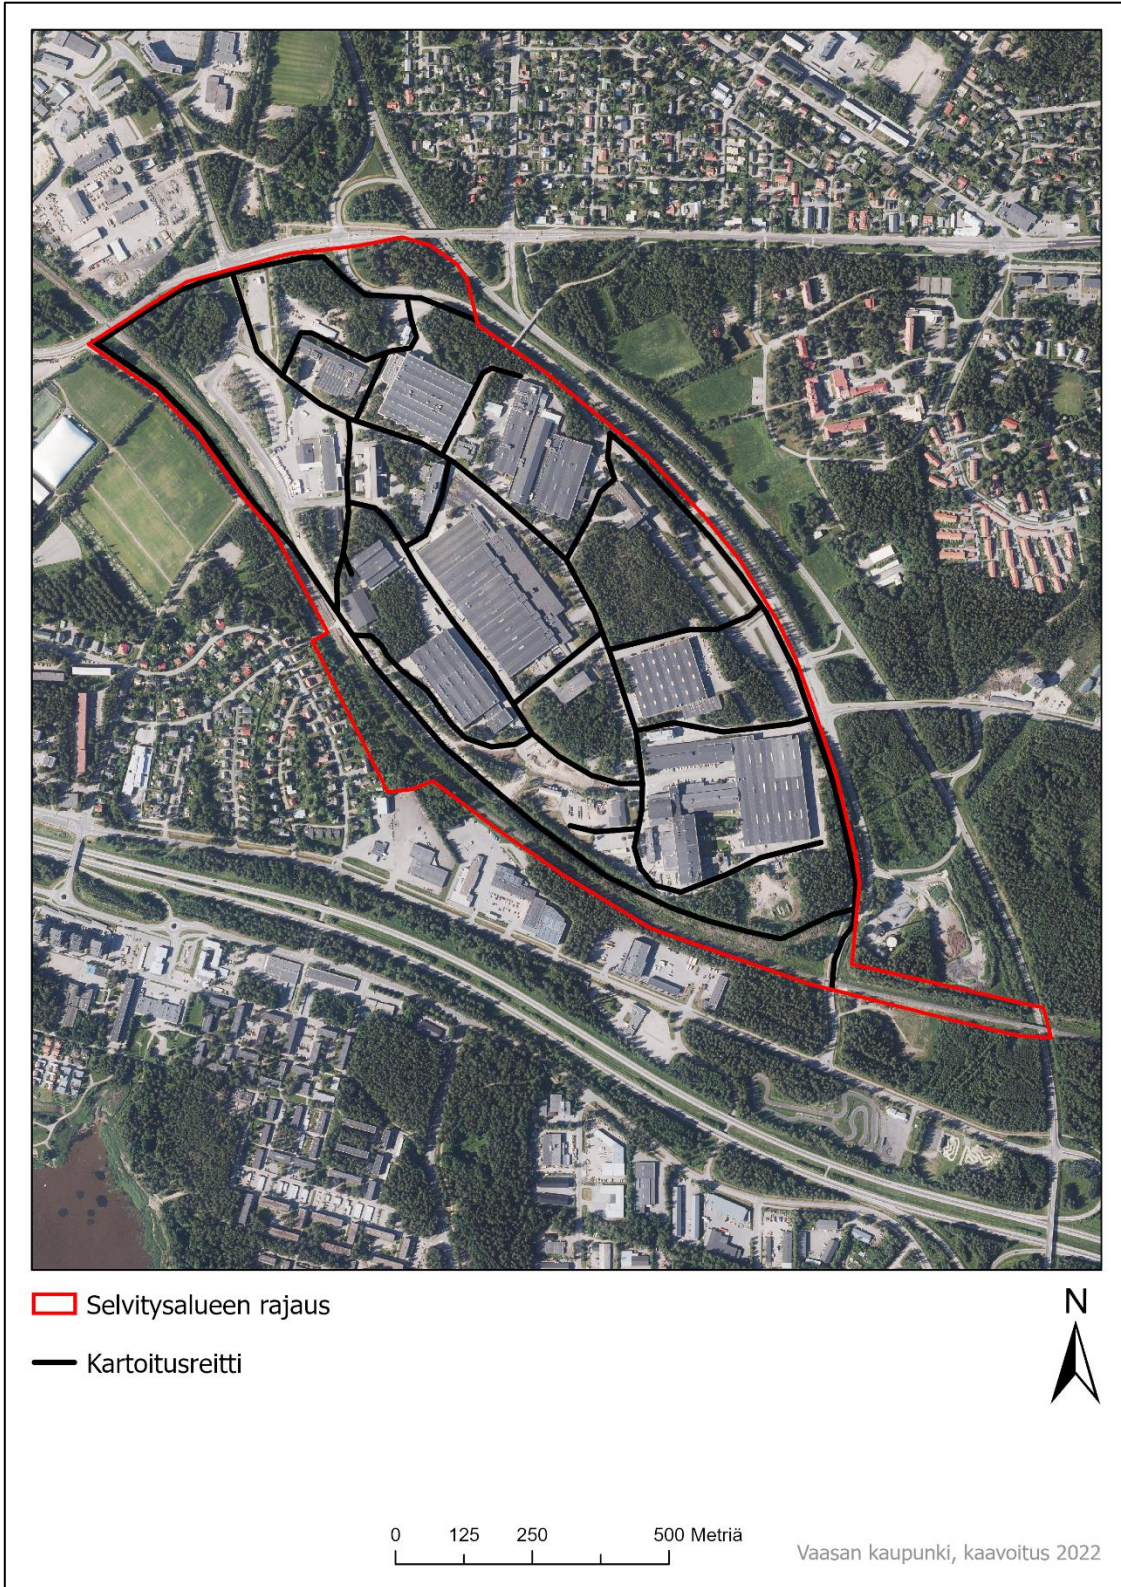 Selvitysalueen rajaus
N
Kartoitusreitti
0 125 250 500 Metriä
Vaasan kaupunki, kaavoitus 2022